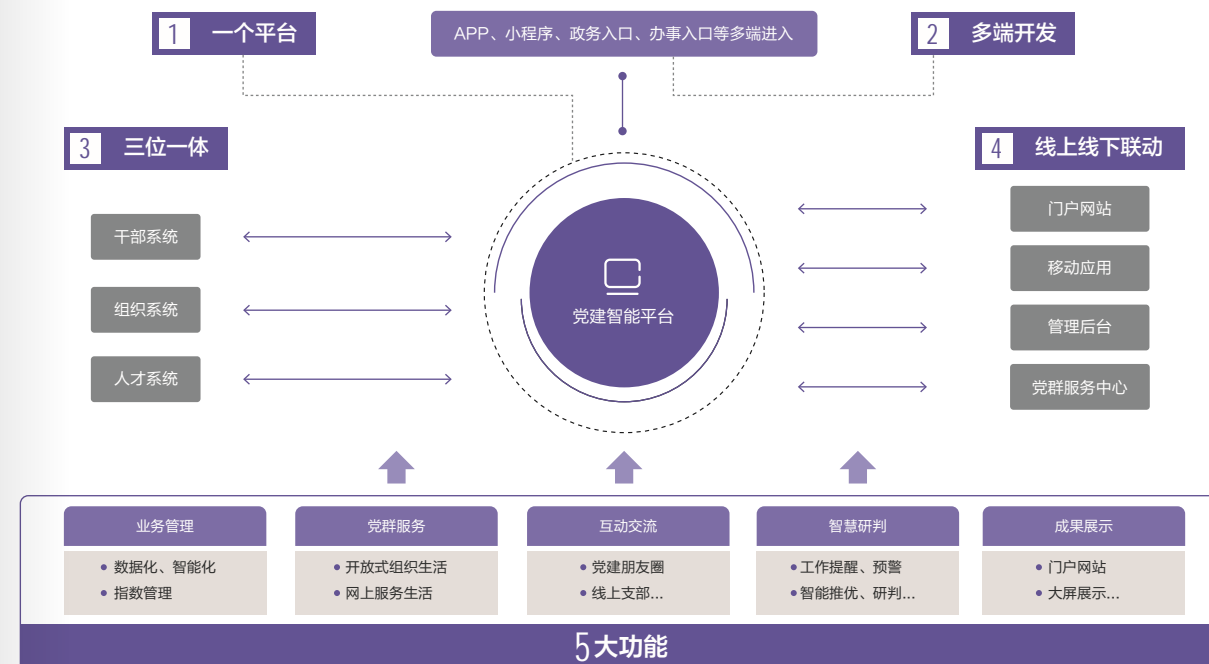 1 一个平台
APP、小程序、政务入口、办事入口等多端进入
2 多端开发
3 三位一体
4 线上线下联动
干部系统
组织系统
人才系统
党建智能平台
门户网站
移动应用
管理后台
党群服务中心
业务管理
• 数据化、智能化
• 指数管理
党群服务
• 开放式组织生活
• 网上服务生活
互动交流
• 党建朋友圈
• 线上支部...
智慧研判
• 工作提醒、预警
• 智能推优、研判...
成果展示
• 门户网站
• 大屏展示...
5大功能